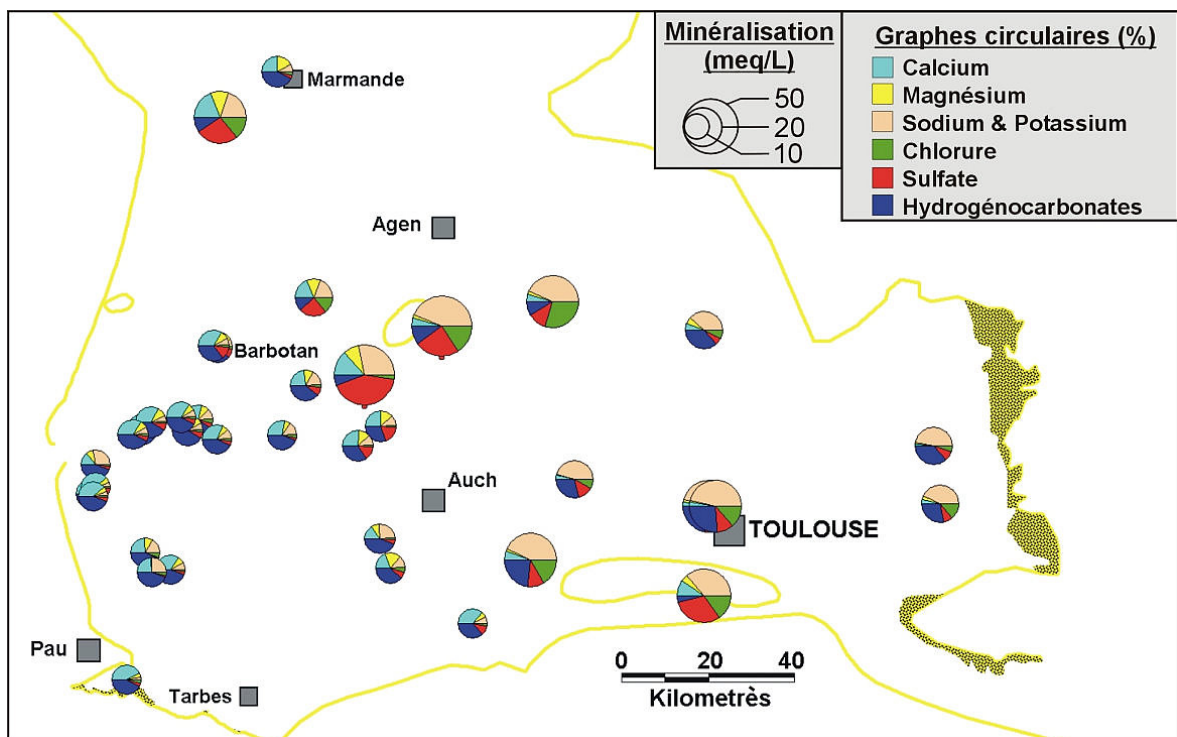 Minéralisation
(meq/L)
50
20
10
Graphes circulaires (%)
Calcium
Magnésium
Sodium & Potassium
Chlorure
Sulfate
Hydrogénocarbonates
Marmande
Agen
Barbotan
Auch
TOULOUSE
Pau
Tarbes
0 20 40
Kilometrès